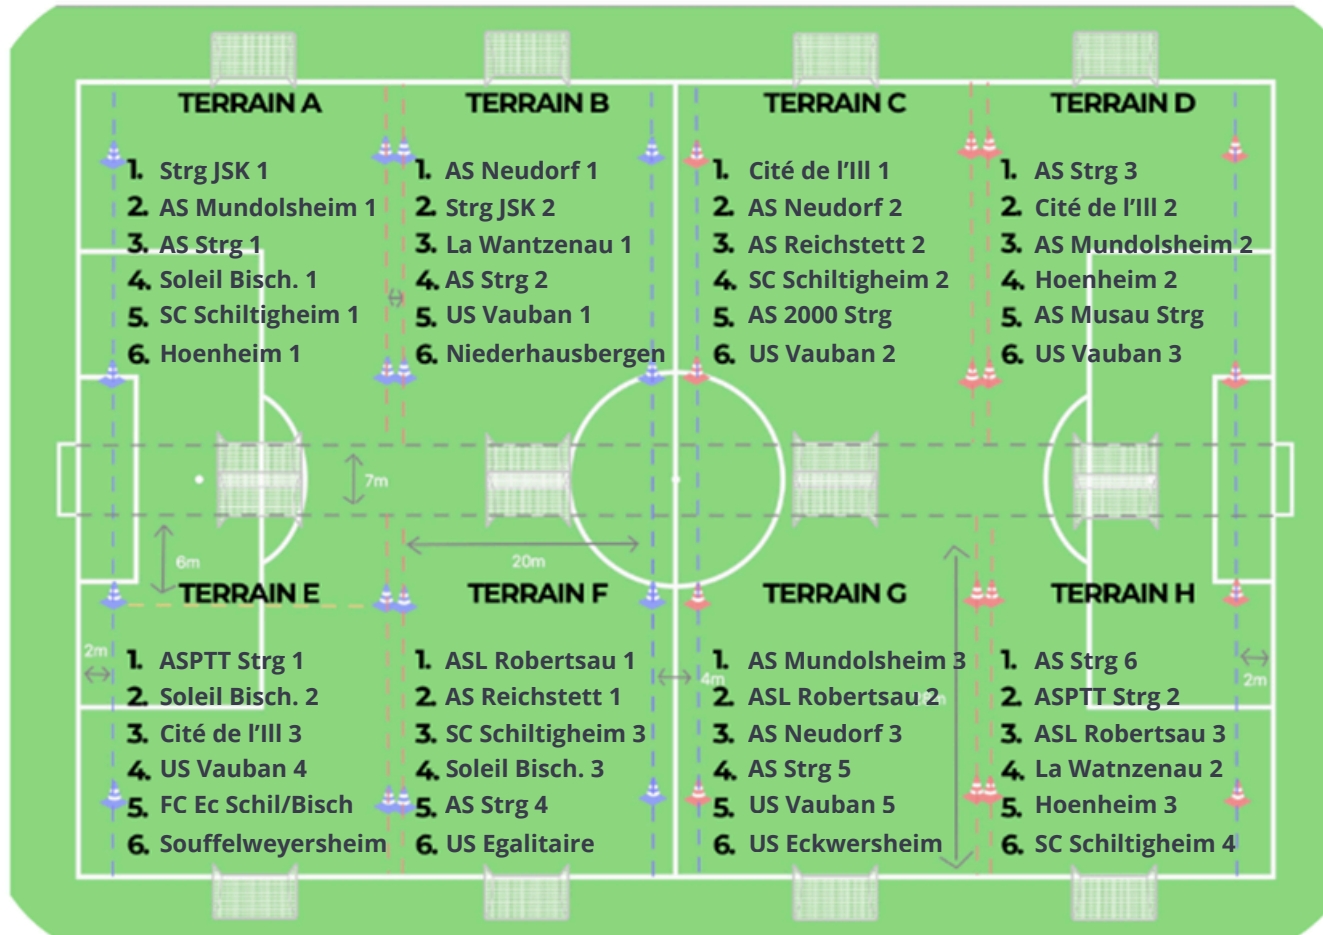 TERRAIN A
1. Strg JSK 1
2. AS Mundolsheim 1
3. AS Strg 1
4. Soleil Bisch. 1
5. SC Schiltigheim 1
6. Hoenheim 1
TERRAIN B
1. AS Neudorf 1
2. Strg JSK 2
3. La Wantzenau 1
4. AS Strg 2
5. US Vauban 1
6. Niederhausbergen
TERRAIN C
1. Cité de l’Ill 1
2. AS Neudorf 2
3. AS Reichstett 2
4. SC Schiltigheim 2
5. AS 2000 Strg
6. US Vauban 2
TERRAIN D
1. AS Strg 3
2. Cité de l’Ill 2
3. AS Mundolsheim 2
4. Hoenheim 2
5. AS Musau Strg
6. US Vauban 3
7m
6m
20m
TERRAIN E
2m
1. ASPTT Strg 1
2. Soleil Bisch. 2
3. Cité de l’Ill 3
4. US Vauban 4
5. FC Ec Schil/Bisch
6. Souffelweyersheim
TERRAIN F
1. ASL Robertsau 1
2. AS Reichstett 1
3. SC Schiltigheim 3
4. Soleil Bisch. 3
5. AS Strg 4
6. US Egalitaire
4m
TERRAIN G
1. AS Mundolsheim 3
2. ASL Robertsau 2
3. AS Neudorf 3
4. AS Strg 5
5. US Vauban 5
6. US Eckwersheim
TERRAIN H
1. AS Strg 6
2. ASPTT Strg 2
3. ASL Robertsau 3
4. La Watnzenau 2
5. Hoenheim 3
6. SC Schiltigheim 4
2m